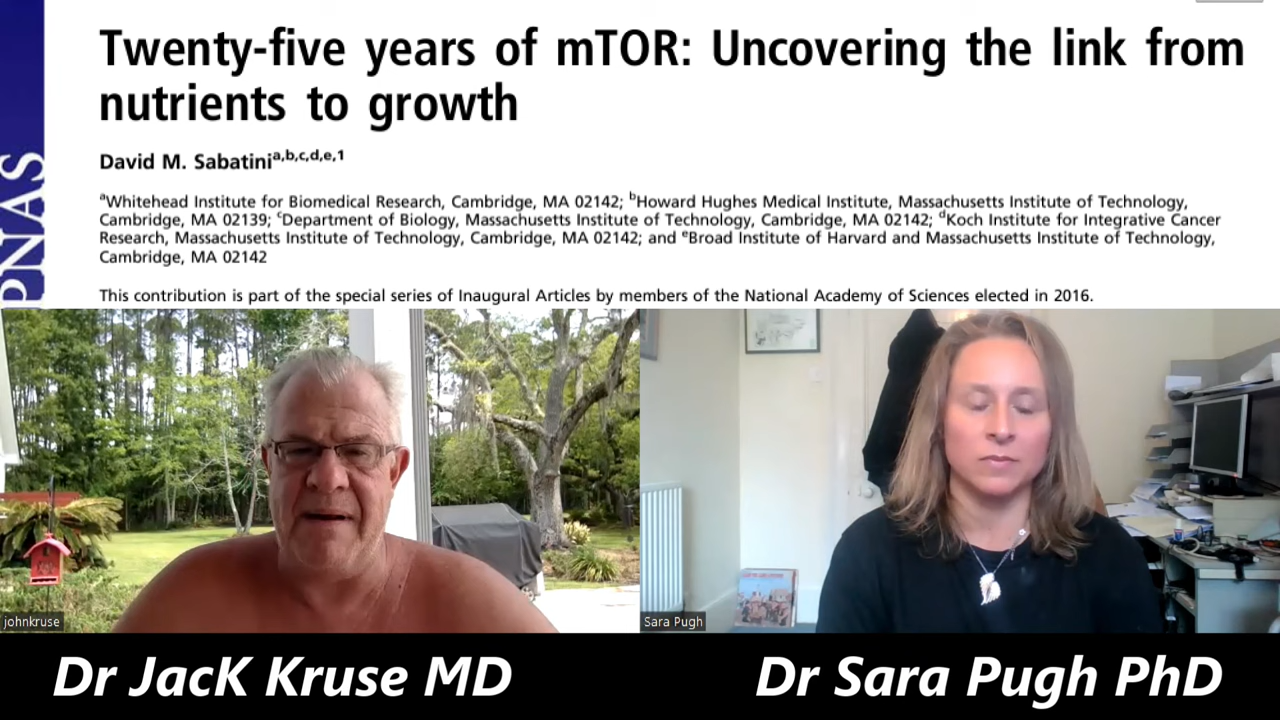 Twenty-five years of mTOR: Uncovering the link from
nutrients to growth
PNAS
David M. Sabatinia,b,c,d,e,1
aWhitehead Institute for Biomedical Research, Cambridge, MA 02142; bHoward Hughes Medical Institute, Massachusetts Institute of Technology,
Cambridge, MA 02139; cDepartment of Biology, Massachusetts Institute of Technology, Cambridge, MA 02142; dKoch Institute for Integrative Cancer
Research, Massachusetts Institute of Technology, Cambridge, MA 02142; and eBroad Institute of Harvard and Massachusetts Institute of Technology,
Cambridge, MA 02142
This contribution is part of the special series of Inaugural Articles by members of the National Academy of Sciences elected in 2016.
johnkruse
Sara Pugh
Dr JacK Kruse MD
Dr Sara Pugh PhD